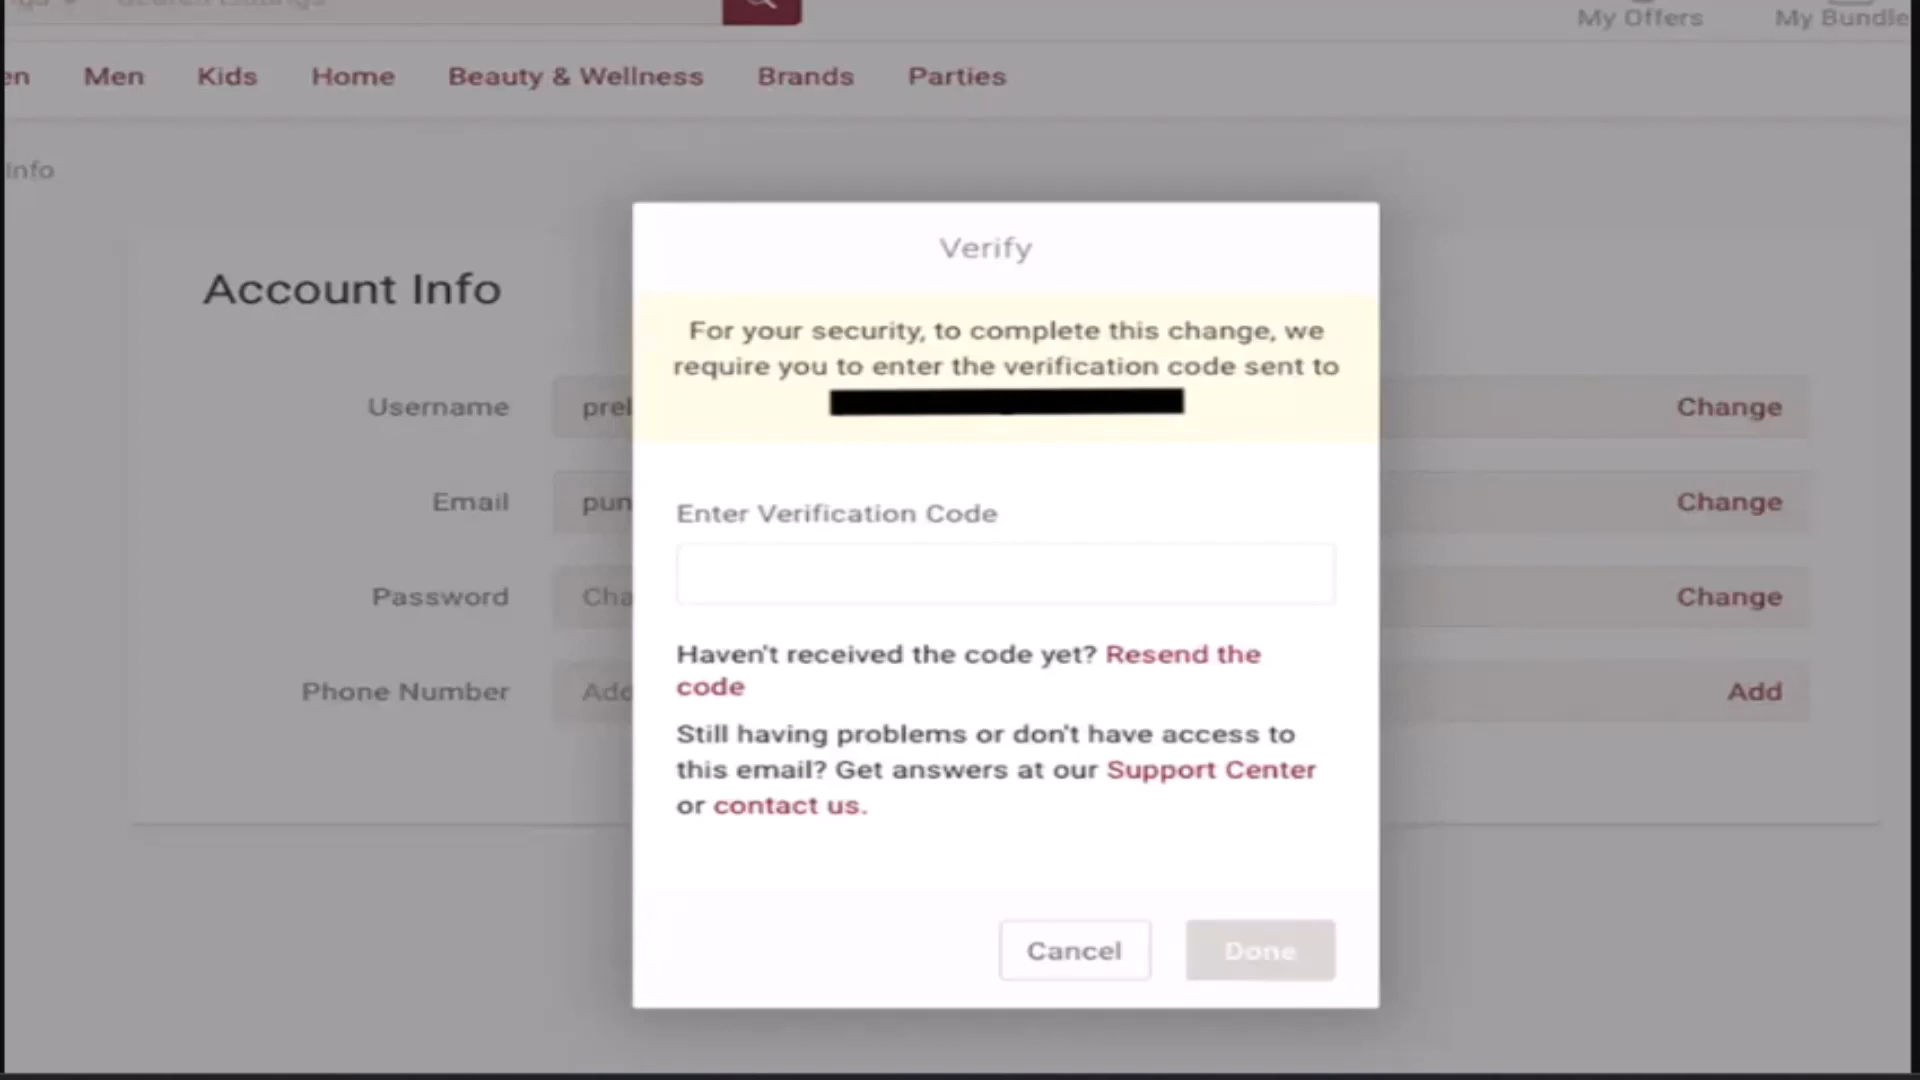 My Offers My Bundle
en Men Kids Home Beauty & Wellness Brands Parties
Info
Verify
Account Info
For your security, to complete this change, we
require you to enter the verification code sent to
Username Change
Email Change
Enter Verification Code
Password Change
Haven't received the code yet? Resend the
code
Phone Number Add
Still having problems or don't have access to
this email? Get answers at our Support Center
or contact us.
Cancel Done